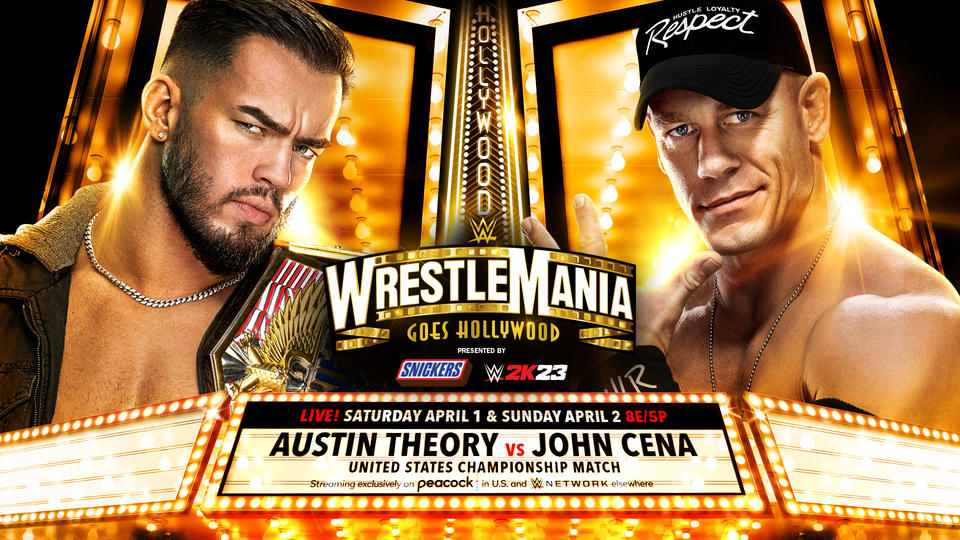 HUSTLE LOYALTY
Respect
HOLLYWOOD
WRESTLEMANIA
GOES HOLLYWOOD
PRESENTED BY
SNICKERS W 2K23
LIVE! SATURDAY APRIL 1 & SUNDAY APRIL 2 8E/5P
AUSTIN THEORY VS JOHN CENA
UNITED STATES CHAMPIONSHIP MATCH
Streaming exclusively on peacock in U.S. and W NETWORK elsewhere